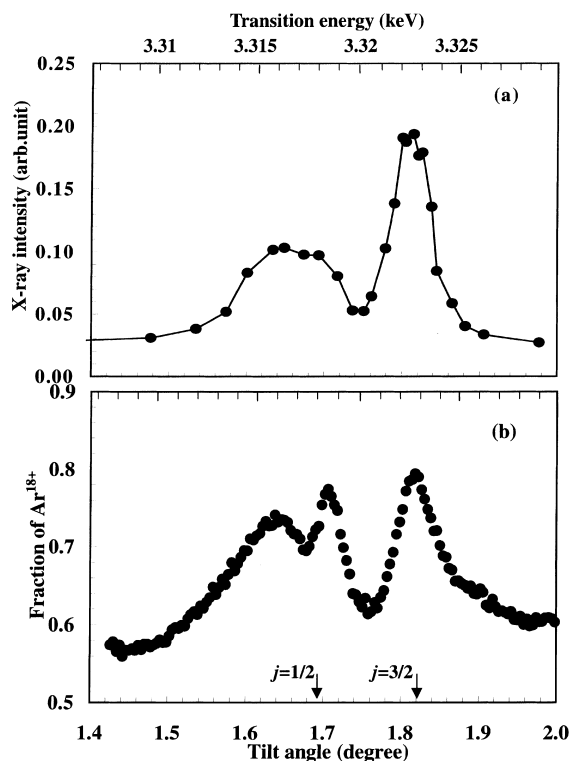 Transition energy (keV)
3.31 3.315 3.32 3.325
0.25
(a)
0.20
0.15
0.10
0.05
0.00
X-ray intensity (arb.unit)
0.9
(b)
0.8
0.7
0.6
0.5
Fraction of Ar18+
j=1/2 j=3/2
1.4 1.5 1.6 1.7 1.8 1.9 2.0
Tilt angle (degree)